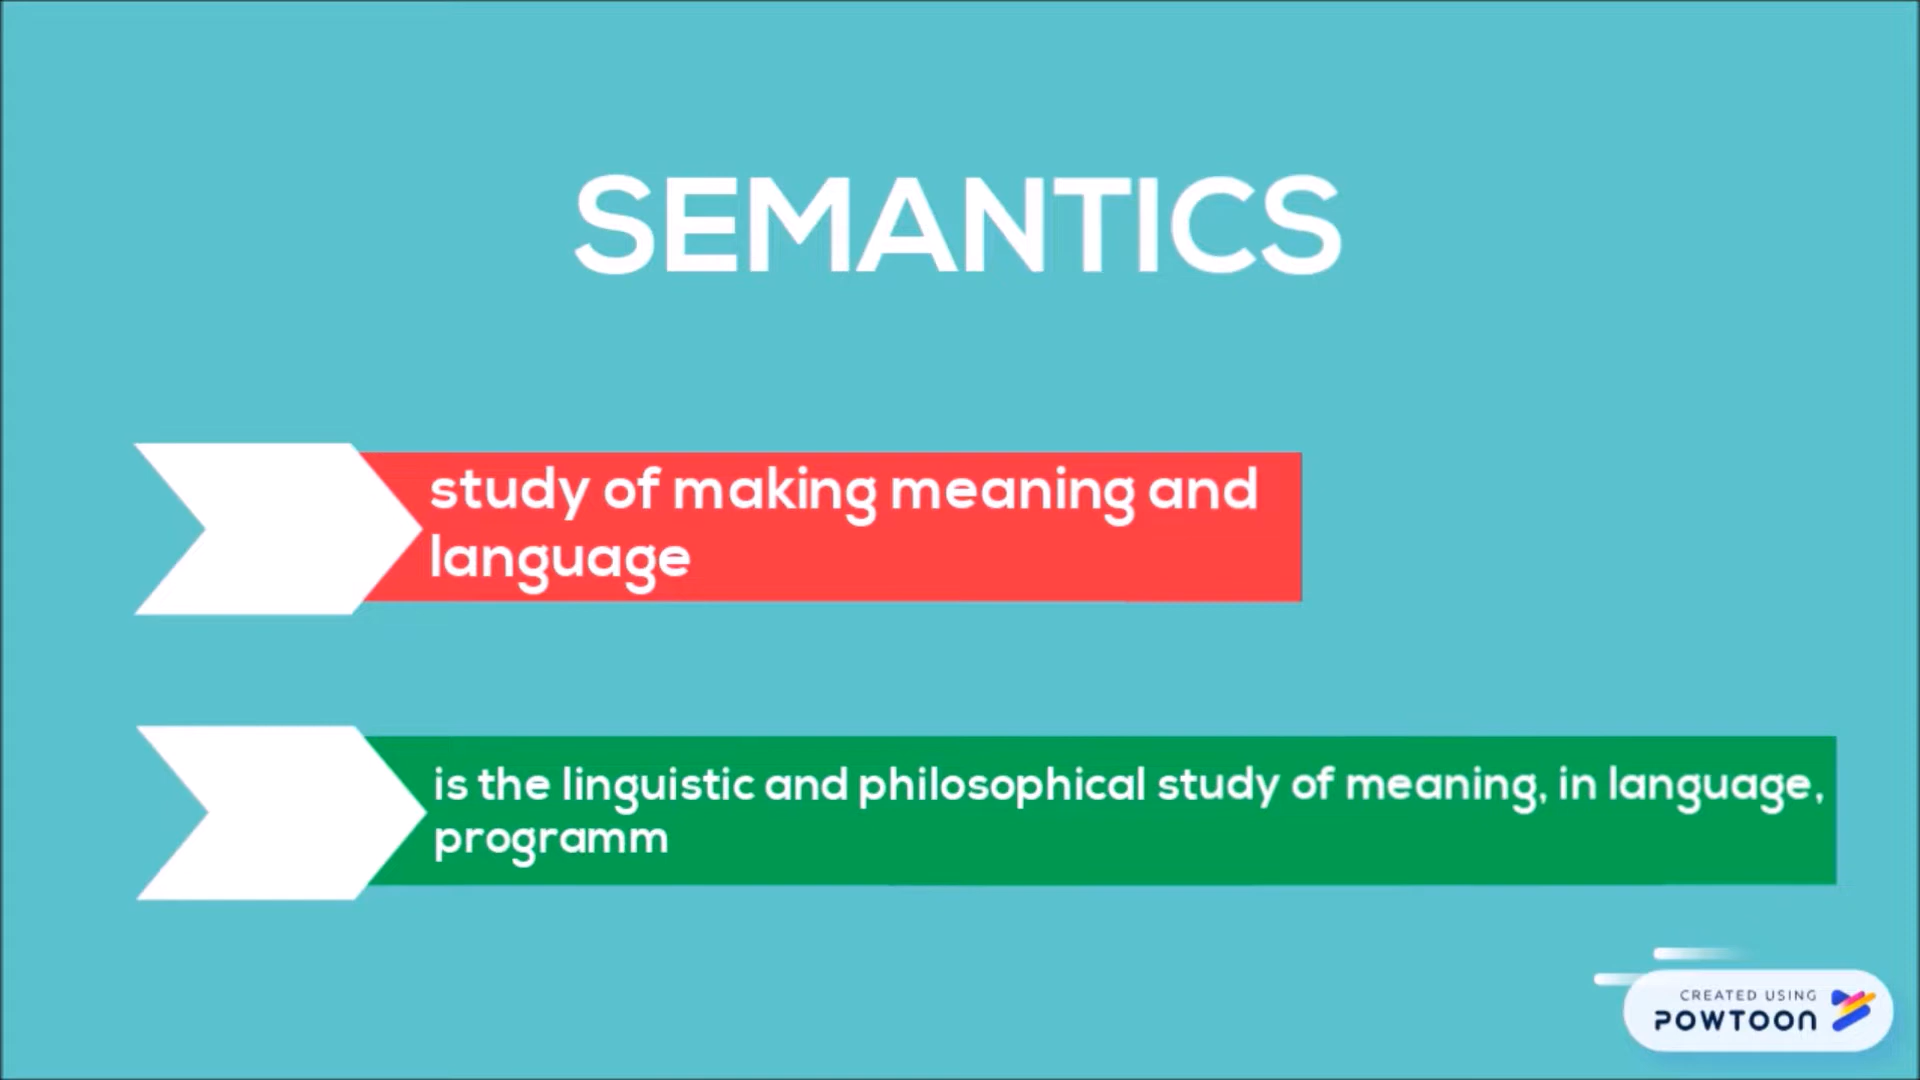 SEMANTICS
study of making meaning and
language
is the linguistic and philosophical study of meaning, in language,
programm
CREATED USING
POWTOON